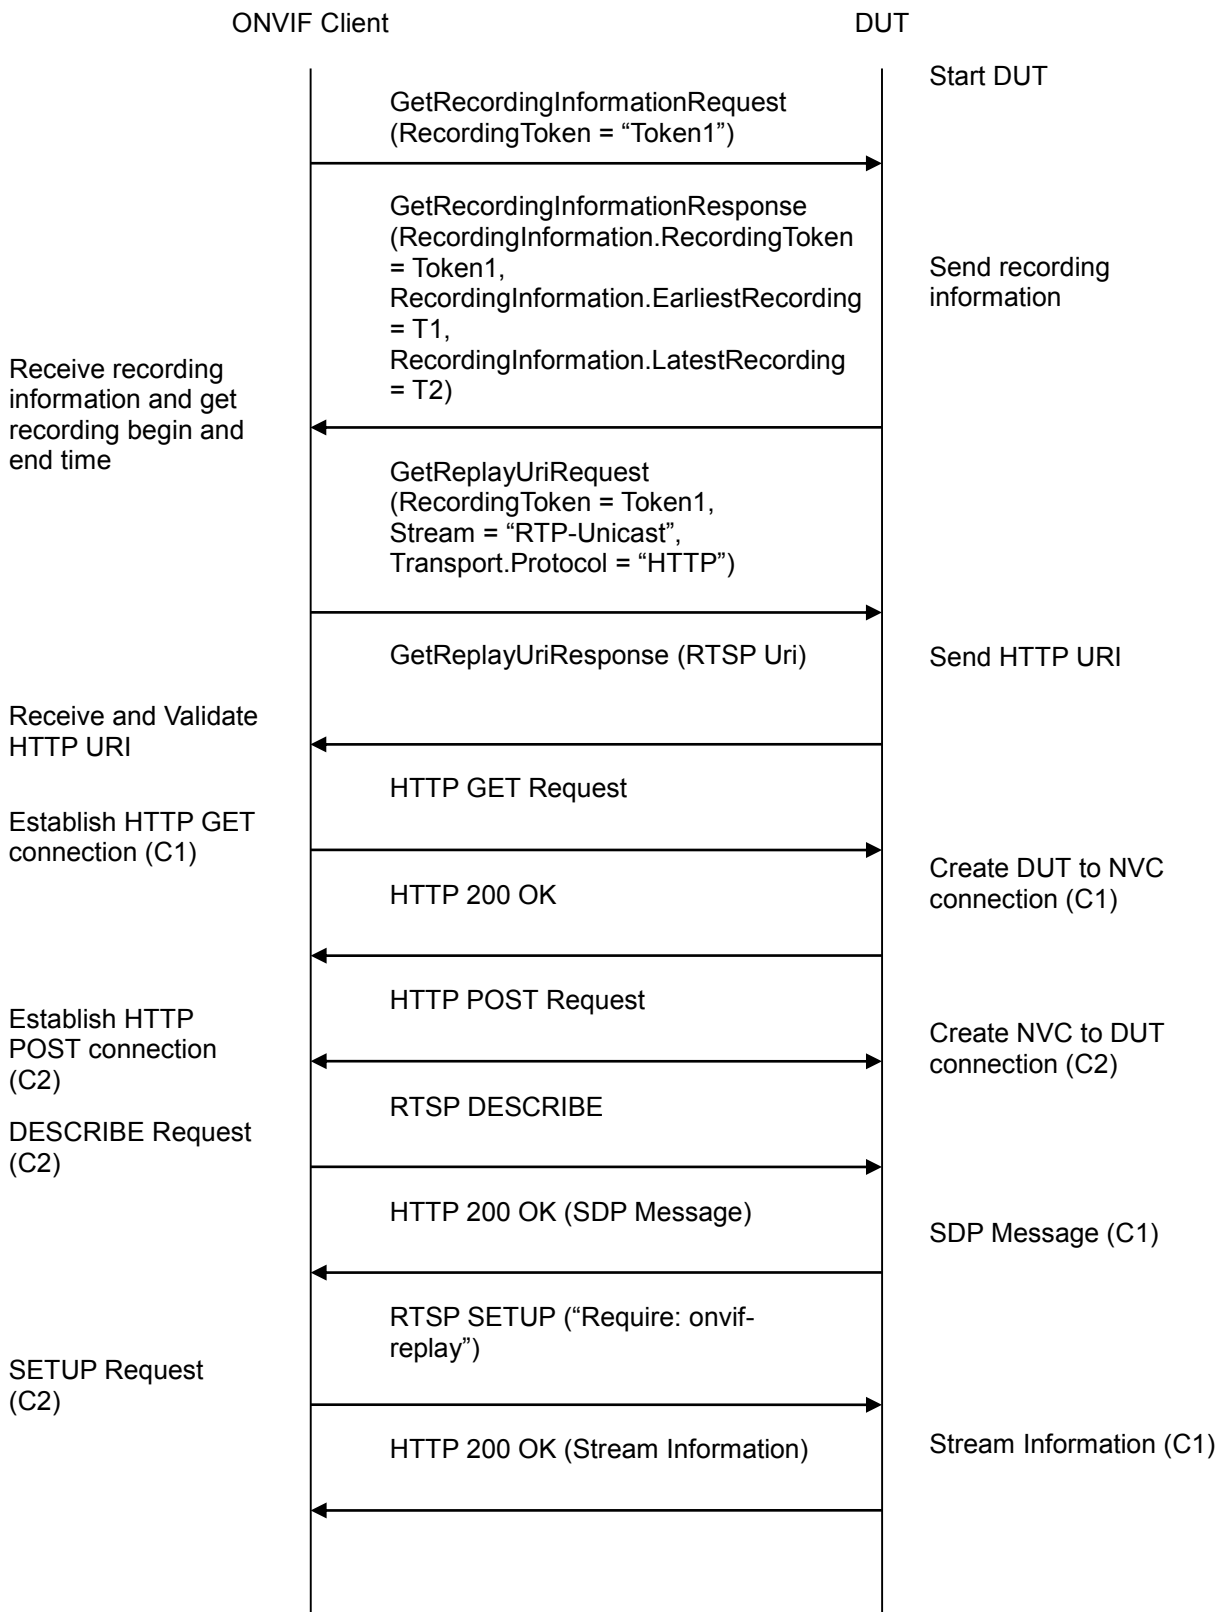 ONVIF Client
DUT
Start DUT
GetRecordingInformationRequest
(RecordingToken = “Token1”)
GetRecordingInformationResponse
(RecordingInformation.RecordingToken
= Token1,
RecordingInformation.EarliestRecording
= T1,
RecordingInformation.LatestRecording
= T2)
Send recording
information
Receive recording
information and get
recording begin and
end time
GetReplayUriRequest
(RecordingToken = Token1,
Stream = “RTP-Unicast”,
Transport.Protocol = “HTTP”)
GetReplayUriResponse (RTSP Uri)
Send HTTP URI
Receive and Validate
HTTP URI
HTTP GET Request
Establish HTTP GET
connection (C1)
HTTP 200 OK
Create DUT to NVC
connection (C1)
HTTP POST Request
Establish HTTP
POST connection
(C2)
Create NVC to DUT
connection (C2)
RTSP DESCRIBE
DESCRIBE Request
(C2)
HTTP 200 OK (SDP Message)
SDP Message (C1)
RTSP SETUP (“Require: onvif-
replay”)
SETUP Request
(C2)
HTTP 200 OK (Stream Information)
Stream Information (C1)